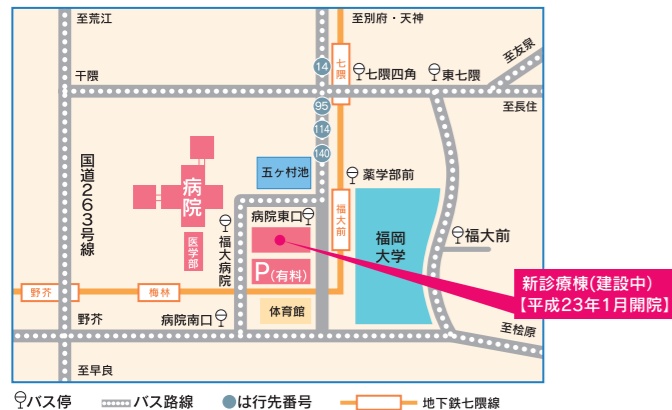 至荒江
至別府・天神
至友泉
14
七隈
七隈四角
東七隈
干隈
至長住
95
114
140
国道263号線
病院
五ヶ村池
薬学部前
医学部
福大病院
病院東口
福大前
福岡
大学
福大前
P(有料)
新診療棟(建設中)
【平成23年1月開院】
野芥
梅林
体育館
野芥
病院南口
至桧原
至早良
バス停
バス路線
は行先番号
地下鉄七隈線